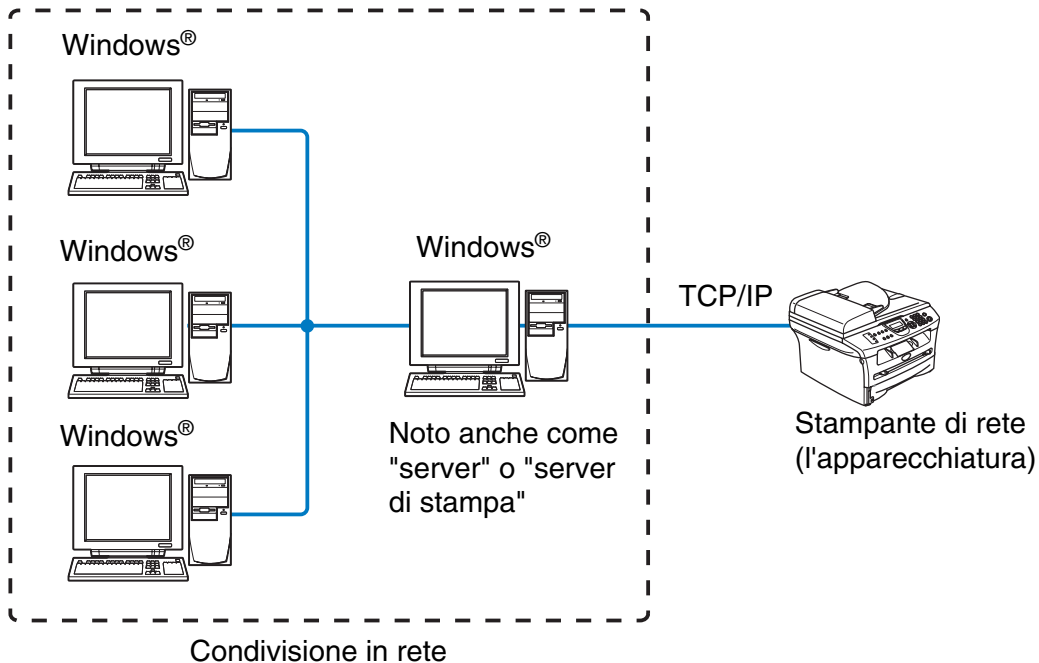 Windows®
Windows®
Windows®
TCP/IP
Windows®
Noto anche come
"server" o "server
di stampa"
Stampante di rete
(l'apparecchiatura)
Condivisione in rete